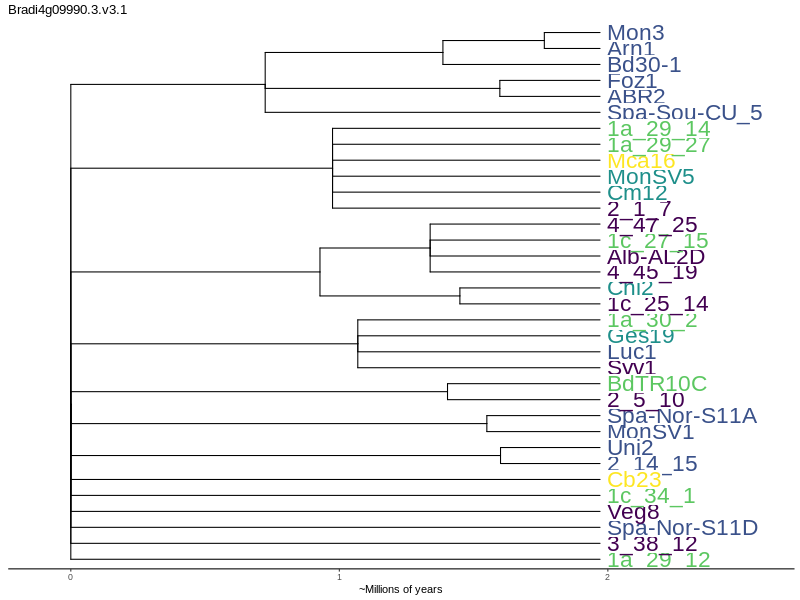 Bradi4g09990.3.v3.1
Mon3
Arn1
Bd30-1
Foz1
ABR2
Spa-Sou-CU_5
1a_29_14
1a_29_27
Mca16
MonSV5
Cm12
2_1_7
4_47_25
1c_27_15
Alb-AL2D
4_45_19
Chi2
1c_25_14
1a_30_2
Ges19
Luc1
Svv1
BdTR10C
2_5_10
Spa-Nor-S11A
MonSV1
Uni2
2_14_15
Cb23
1c_34_1
Veg8
Spa-Nor-S11D
3_38_12
1a_29_12
0 1 2
~Millions of years